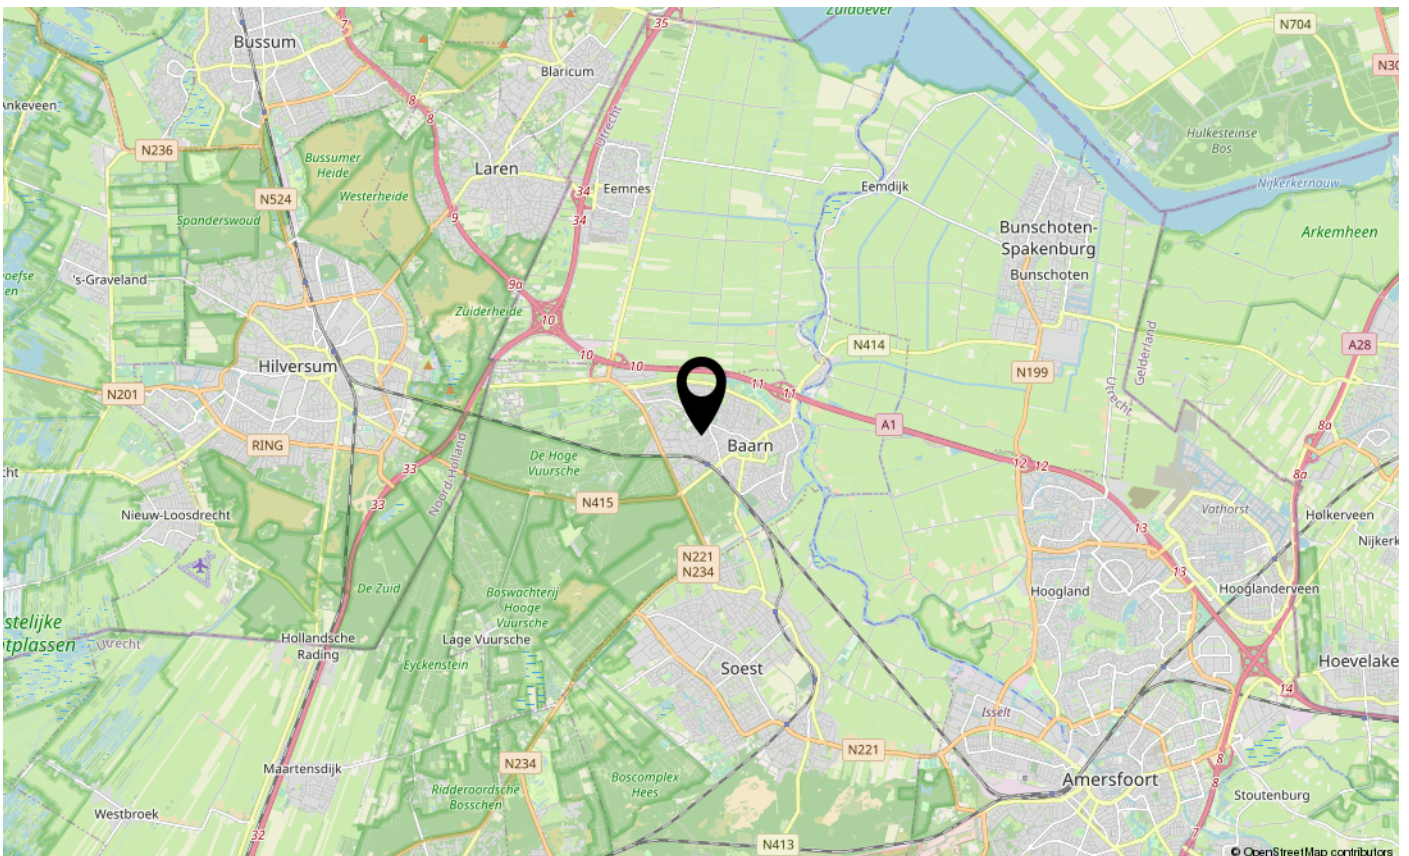 Zuidoever
7
35
N704
Bussum
Blaricum
N30
8
Ankeveen
8
Utrecht
Hulkesteinse
Bos
N236
Bussumer
Heide
Laren
Nijkerkernauw
Westerheide
34
Eemnes
Eemdijk
N524
9
34
Spanderswoud
Bunschoten-
Spakenburg
Arkemheen
Bunschoten
's-Graveland
9a
Zuiderheide
10
Gelderland
N414
A28
10
10
Hilversum
N199
11
11
N201
Utrecht
A1
8a
RING
Baarn
De Hoge
Vuursche
12
12
33
8a
Noord-Holland
N415
33
Vathorst
Nieuw-Loosdrecht
Holkerveen
13
Nijkerk
N221
N234
13
De Zuid
Boswachterij
Hooge
Vuursche
Hoogland
Hooglanderveen
stelijke
itplassen
Utrecht
Hollandsche
Rading
Lage Vuursche
Eyckenstein
Soest
Hoevelake
14
Isselt
N221
8
N234
Maartensdijk
Boscomplex
Hees
Amersfoort
8
Ridderoordsche
Bosschen
Stoutenburg
Westbroek
32
7
N413
© OpenStreetMap contributors